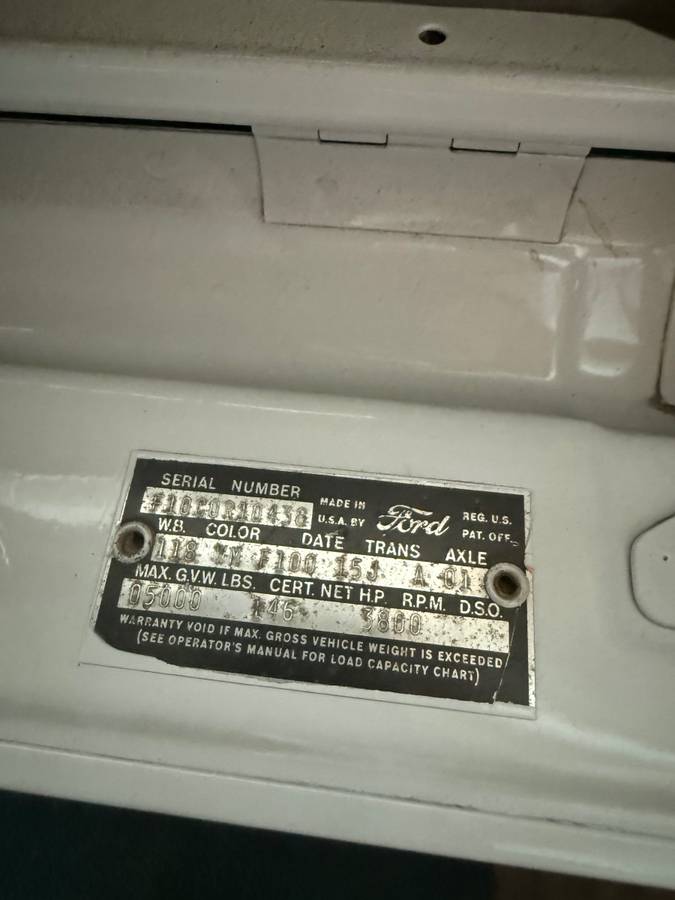 SERIAL NUMBER
MADE IN
U.S.A. BY
Ford
REG. U.S.
PAT. OFF.
W.B. COLOR DATE TRANS AXLE
118 F100 15J A 01
MAX. G.V.W. LBS. CERT. NET H.P. R.P.M. D.S.O.
05000 146 3800
WARRANTY VOID IF MAX. GROSS VEHICLE WEIGHT IS EXCEEDED
(SEE OPERATOR'S MANUAL FOR LOAD CAPACITY CHART)